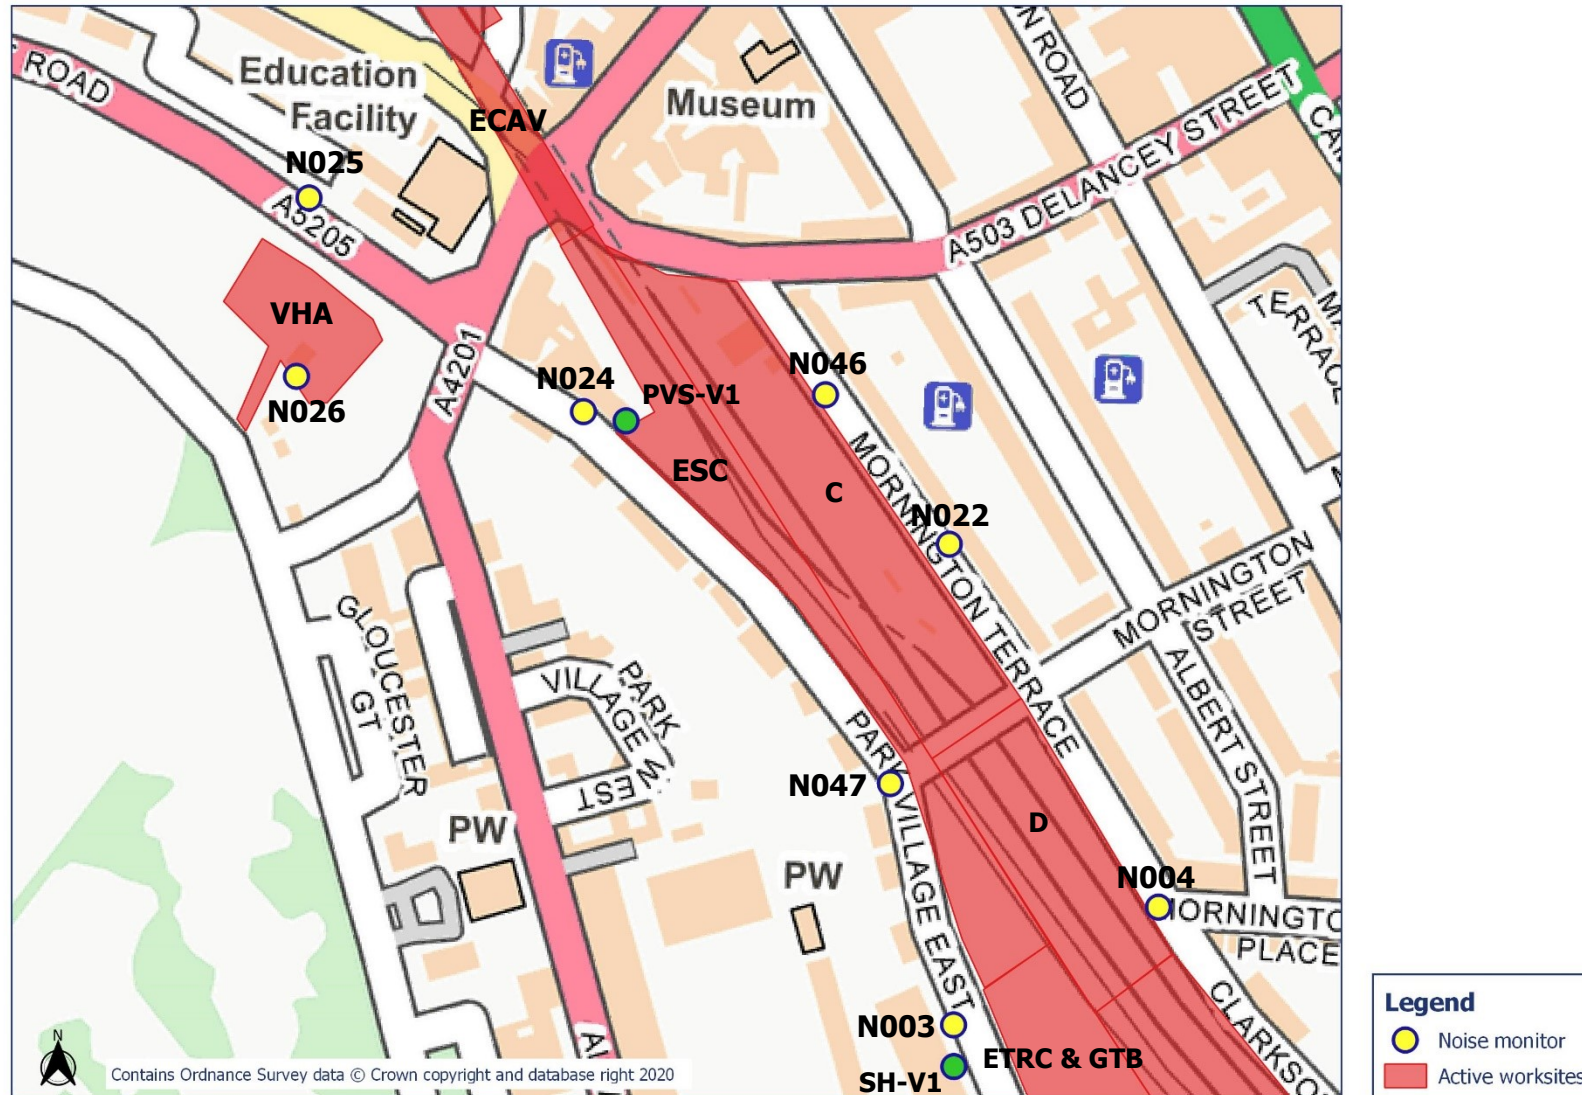 ROAD
Education
Facility
N025
A5205
ECAV
Museum
A503 DELANCEY STREET
N ROAD
VHA
N026
A4201
N024
PVS-V1
ESC
N046
C
N022
MORNINGTON TERRACE
MORNINGTON
STREET
TERRACE
ALBERT STREET
GLOUCESTER
GT
PARK
VILLAGE
WEST
PW
PW
N047
PARK VILLAGE EAST
D
N004
PLACE
N003
SH-V1
ETRC & GTB
N
Contains Ordnance Survey data © Crown copyright and database right 2020
Legend
Noise monitor
Active worksites